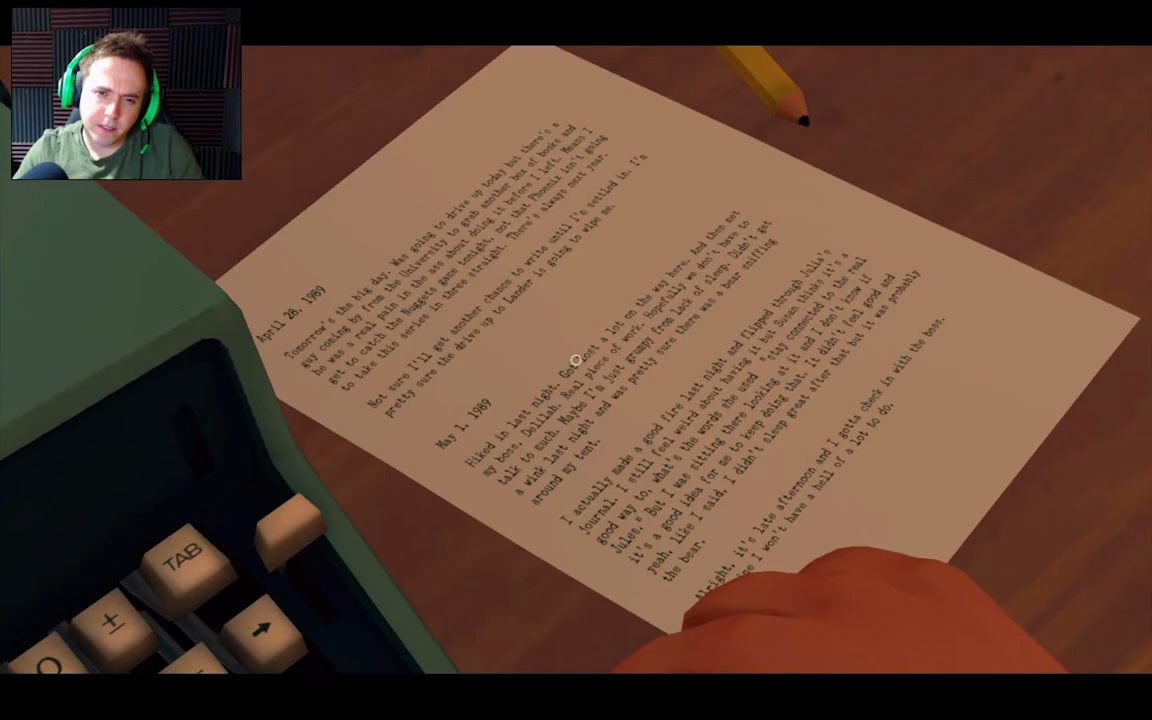 April 28, 1989
Tomorrow's the big day. Was going to drive up today but there's a
guy coming by from the University to grab another box of books and
he was a real pain in the ass about doing it before I left. Means I
get to catch the Nuggets game tonight, not that Phoenix isn't going
to take this series in three straight. There's always next year.
Not sure I'll get another chance to write until I'm settled in. I'm
pretty sure the drive up to Lander is going to wipe me.
May 1, 1989
Hiked in last night. Got lost a lot on the way here. And then met
my boss, Delilah. Real piece of work. Hopefully we don't have to
talk to much. Maybe I'm just grumpy from lack of sleep. Didn't get
a wink last night and was pretty sure there was a bear sniffing
around my tent.
I actually made a good fire last night and flipped through Julia's
journal. I still feel weird about having it but Susan thinks it's a
good way to, what's the words she used "stay connected to the real
Jules." But I was sitting there looking at it and I don't know if
it's a good idea for me to keep doing that. It didn't feel good and
yeah, like I said, I didn't sleep great after that but it was probably
the bear.
Alright, it's late afternoon and I gotta check in with the boss.
I won't have a hell of a lot to do.
TAB
±
→
O